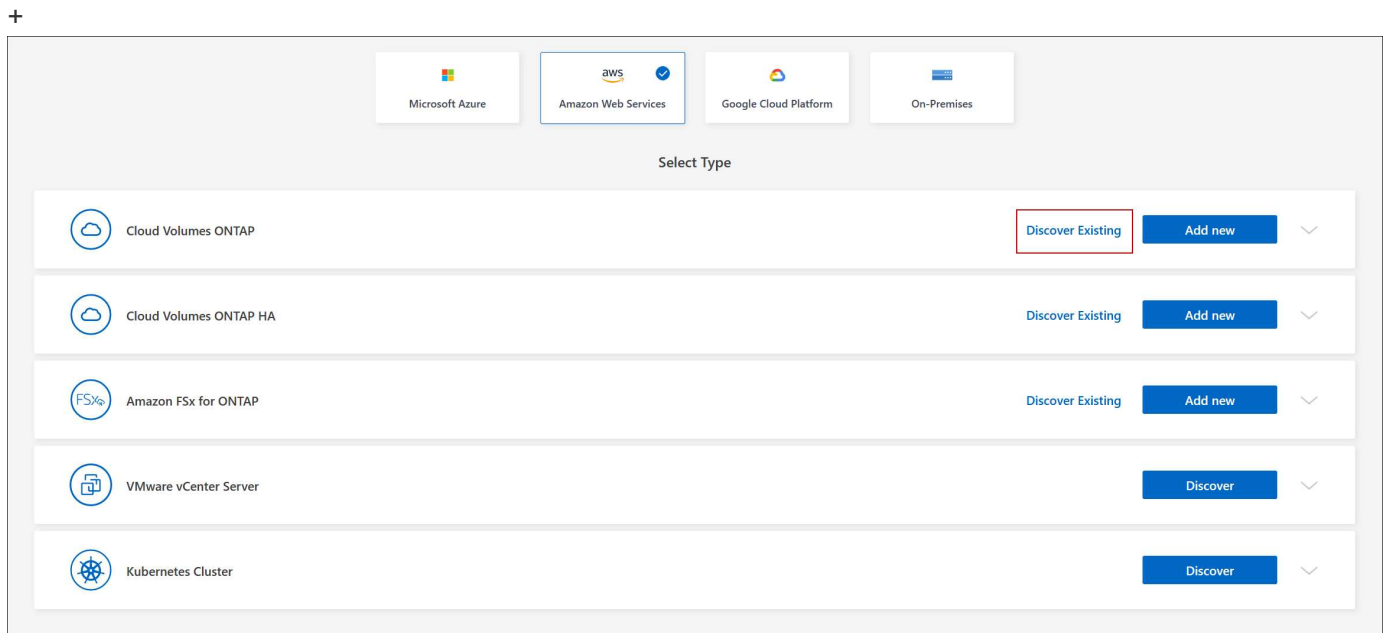 +
aws
Microsoft Azure
Amazon Web Services
Google Cloud Platform
On-Premises
Select Type
Cloud Volumes ONTAP Discover Existing Add new
Cloud Volumes ONTAP HA Discover Existing Add new
FSx Amazon FSx for ONTAP Discover Existing Add new
VMware vCenter Server Discover
Kubernetes Cluster Discover